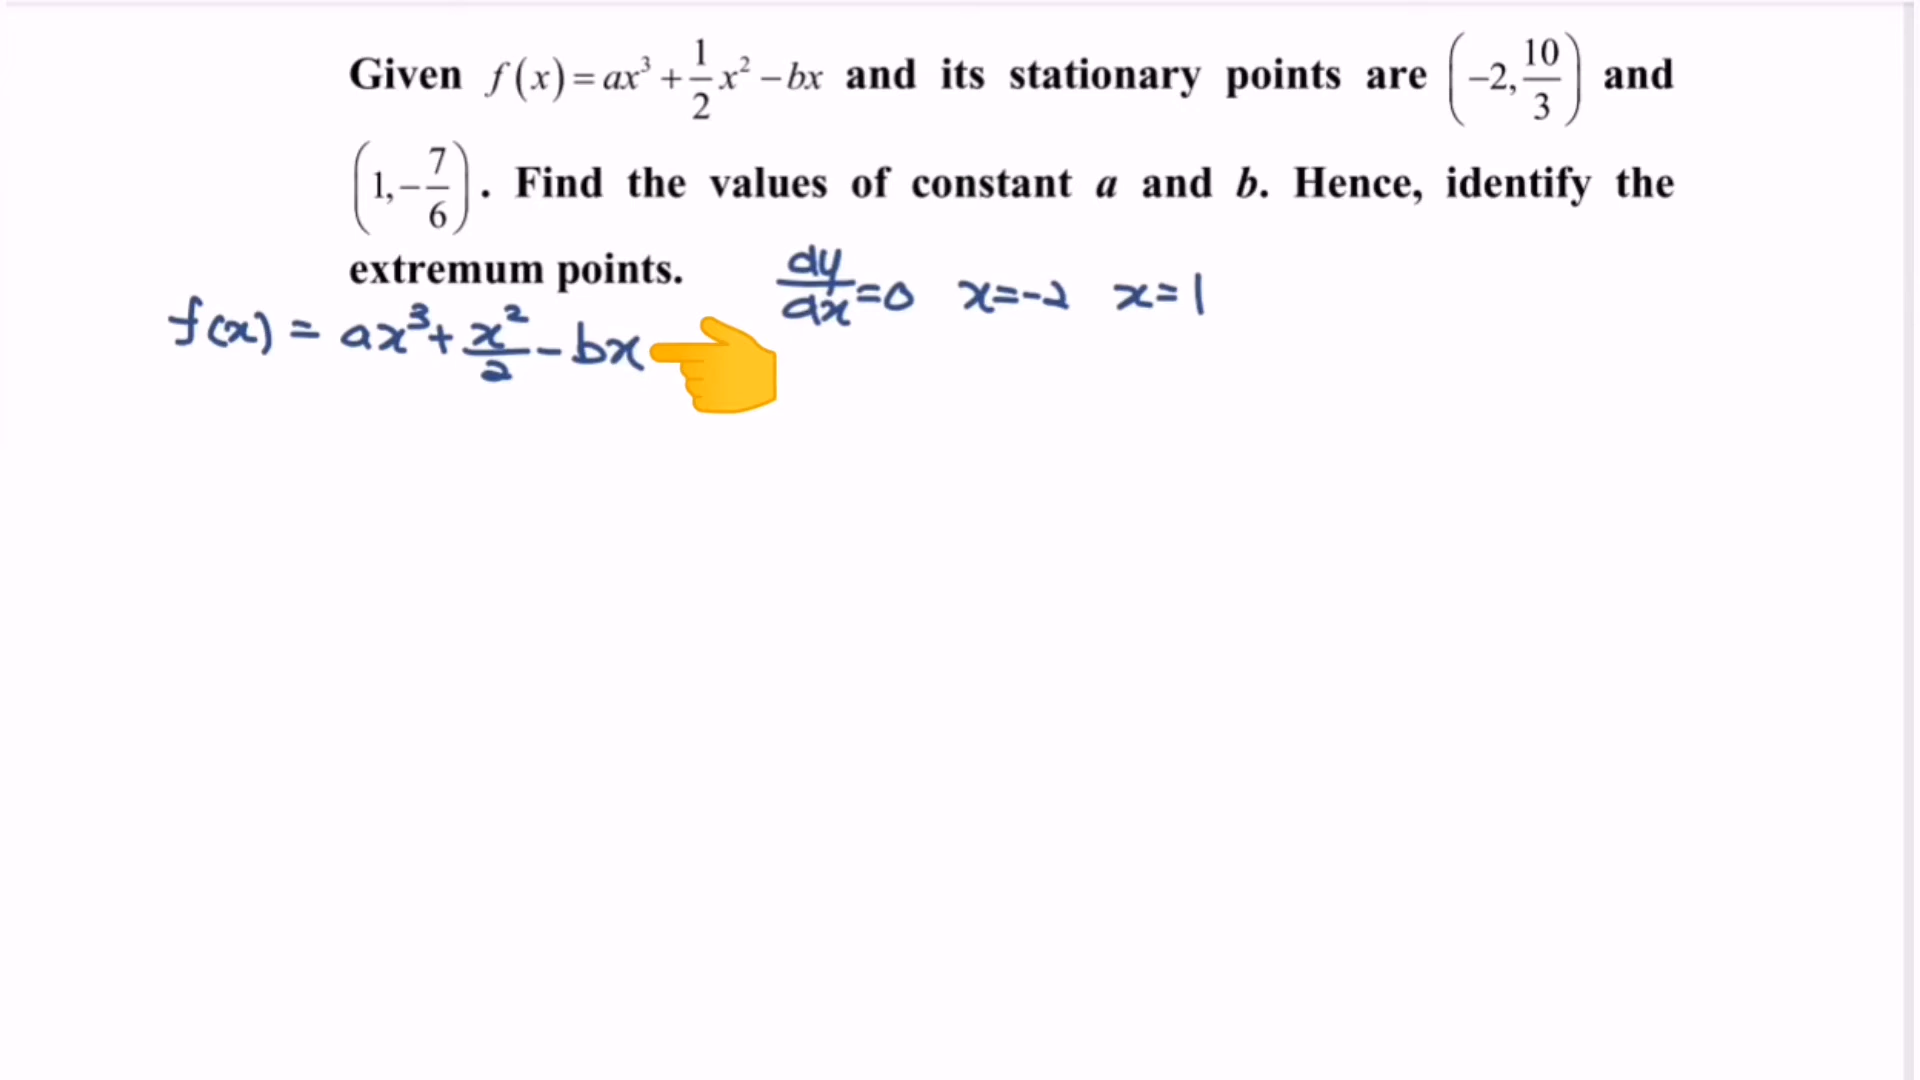 Given f(x) = ax³ + 1/2 x² − bx and its stationary points are (−2, 10/3) and
(1, −7/6). Find the values of constant a and b. Hence, identify the
extremum points.
dy/dx = 0 x = -2 x = 1
f(x) = ax³ + x²/2 - bx